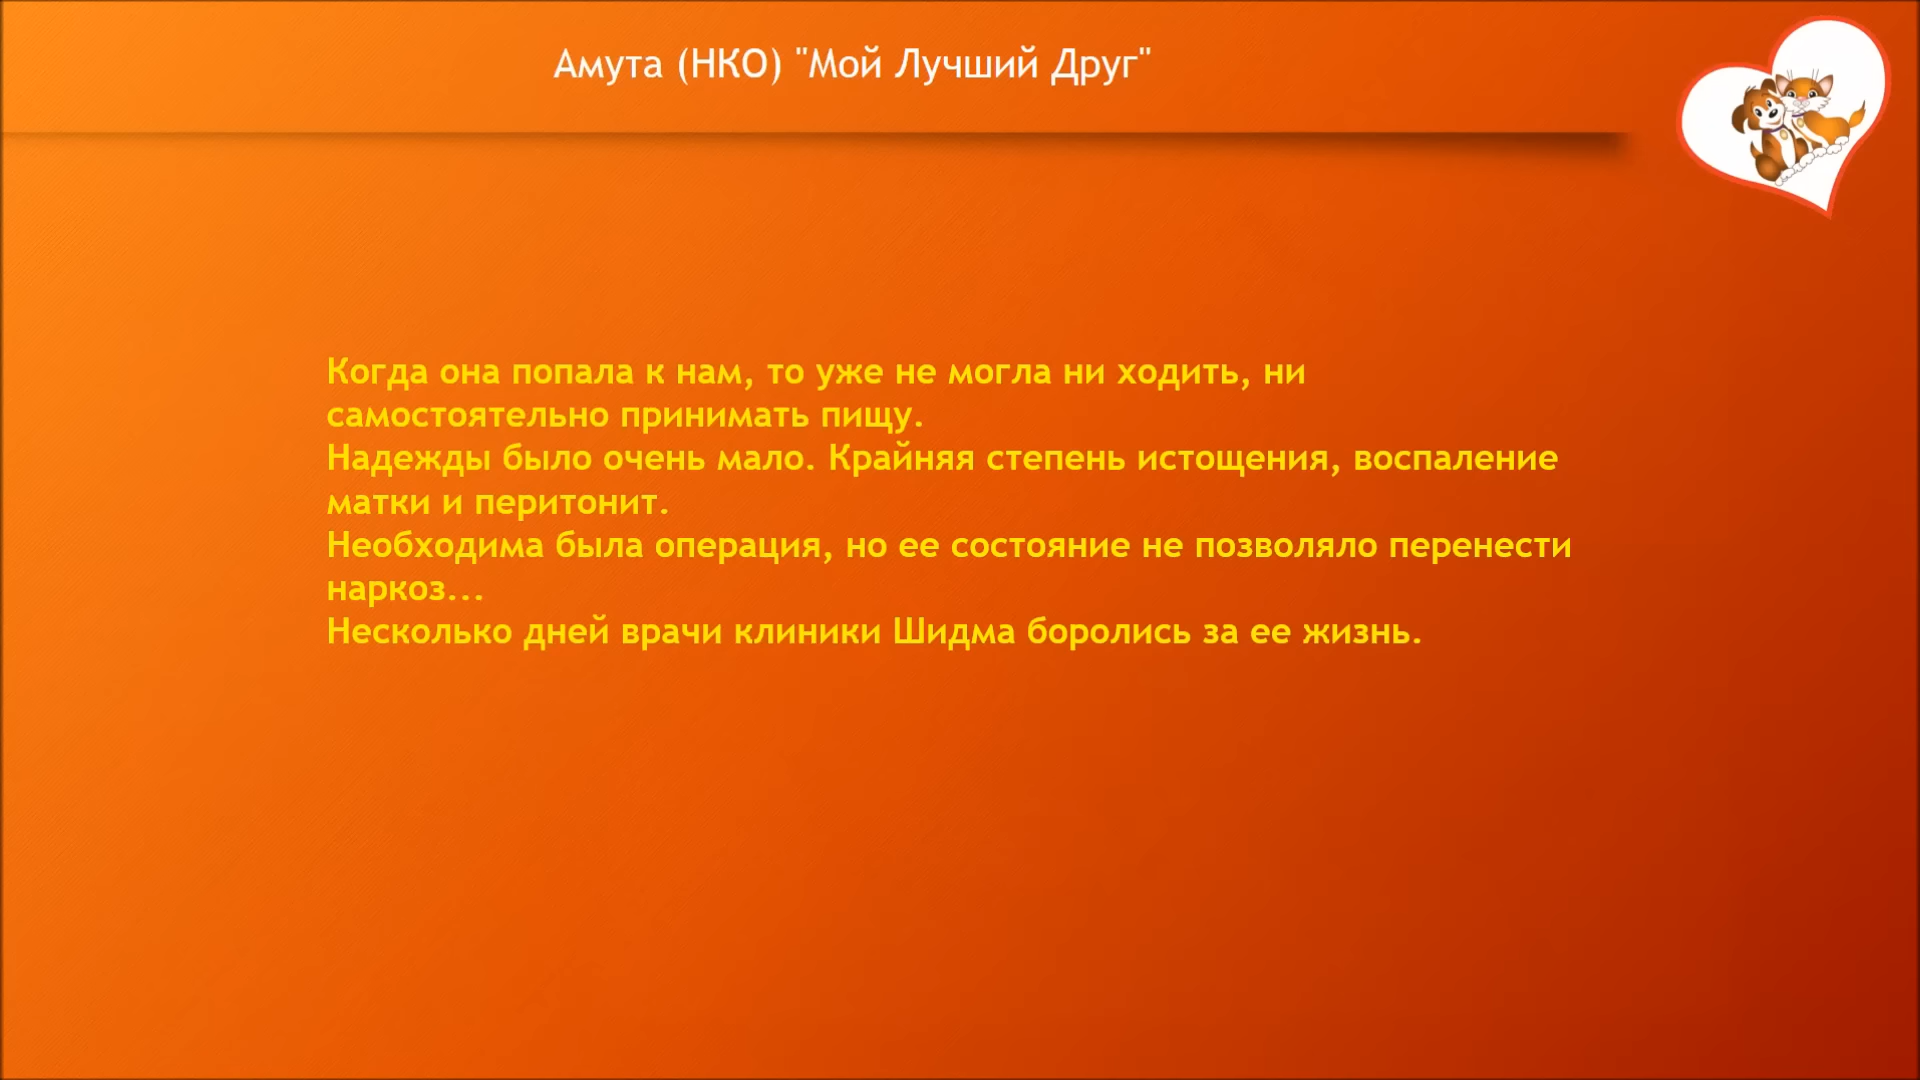 Амута (НКО) "Мой Лучший Друг"
Когда она попала к нам, то уже не могла ни ходить, ни
самостоятельно принимать пищу.
Надежды было очень мало. Крайняя степень истощения, воспаление
матки и перитонит.
Необходима была операция, но ее состояние не позволяло перенести
наркоз...
Несколько дней врачи клиники Шидма боролись за ее жизнь.